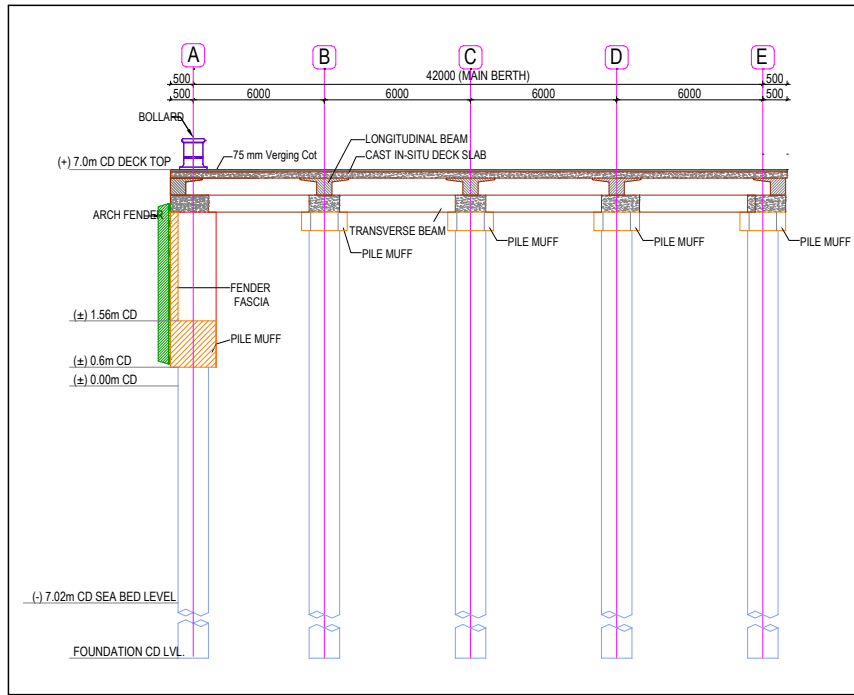 A B C D E
500 42000 (MAIN BERTH) 500
500 6000 6000 6000 6000 500
BOLLARD
LONGITUDINAL BEAM
75 mm Verging Cot
CAST IN-SITU DECK SLAB
(+) 7.0m CD DECK TOP
ARCH FENDER
TRANSVERSE BEAM
PILE MUFF
PILE MUFF
PILE MUFF
PILE MUFF
FENDER
FASCIA
(±) 1.56m CD
PILE MUFF
(±) 0.6m CD
(±) 0.00m CD
(-) 7.02m CD SEA BED LEVEL
FOUNDATION CD LVL.